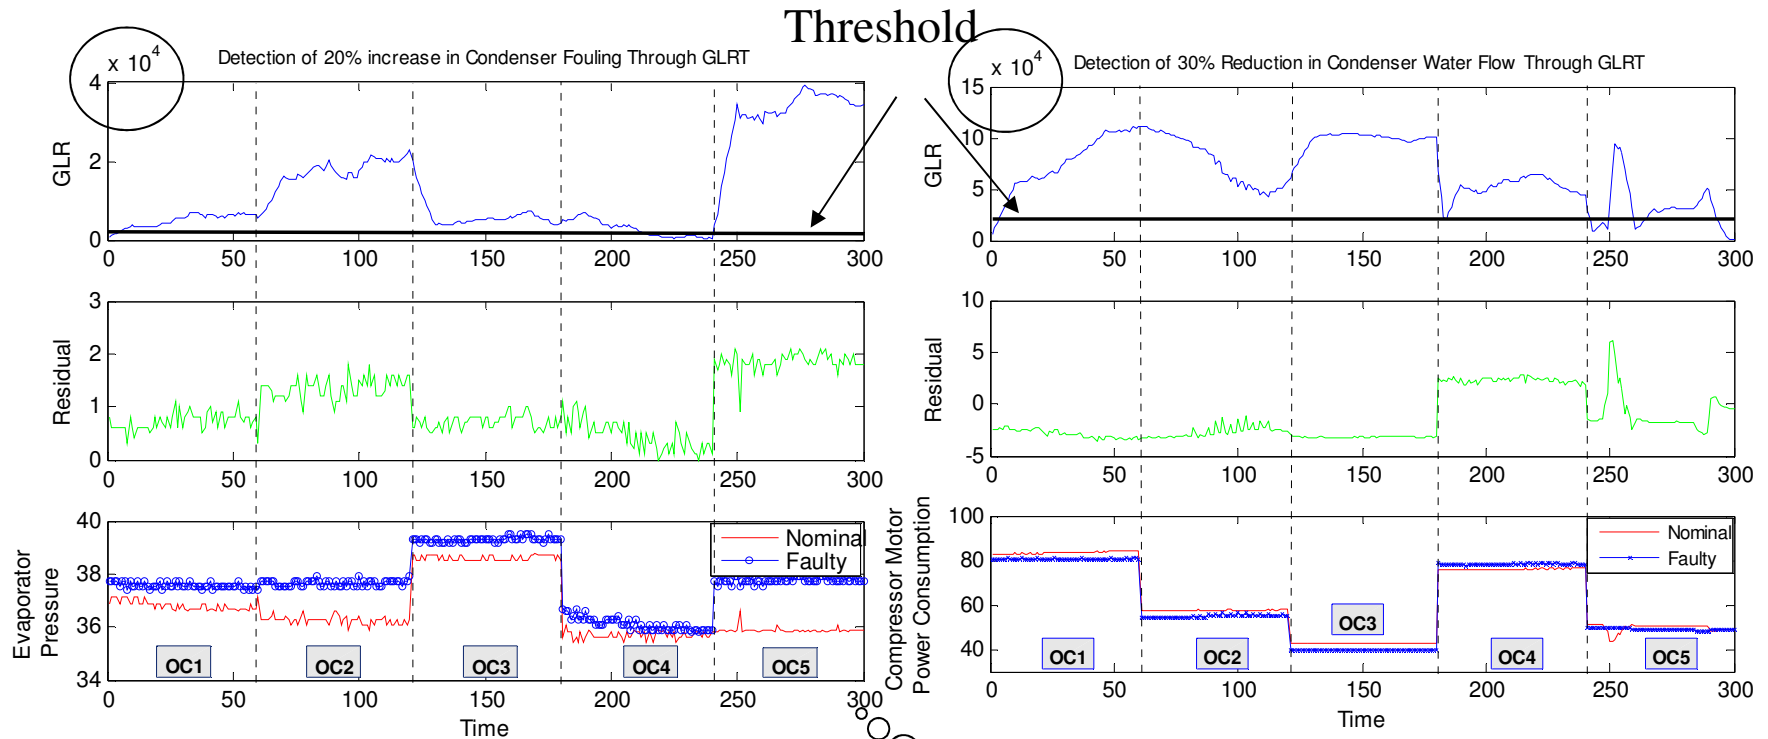 Threshold
x 10^4
Detection of 20% increase in Condenser Fouling Through GLRT
4
2
0
GLR
0 50 100 150 200 250 300
3
2
1
0
Residual
0 50 100 150 200 250 300
40
38
36
34
Evaporator
Pressure
Nominal
Faulty
OC1 OC2 OC3 OC4 OC5
0 50 100 150 200 250 300
Time
x 10^4
Detection of 30% Reduction in Condenser Water Flow Through GLRT
15
10
5
0
GLR
0 50 100 150 200 250 300
10
5
0
-5
Residual
0 50 100 150 200 250 300
100
80
60
40
Compressor Motor
Power Consumption
Nominal
Faulty
OC1 OC2 OC3 OC4 OC5
0 50 100 150 200 250 300
Time